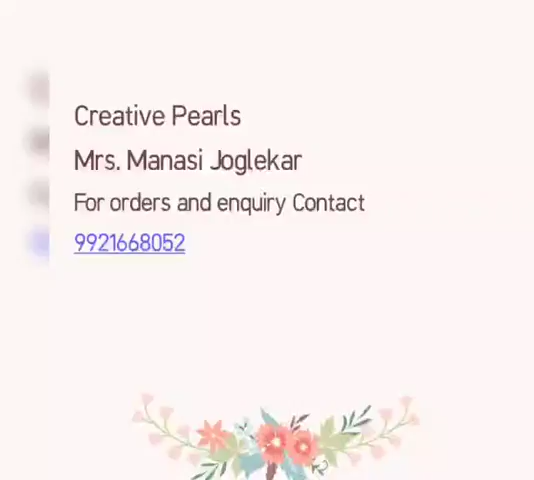 Creative Pearls
Mrs. Manasi Joglekar
For orders and enquiry Contact
9921668052